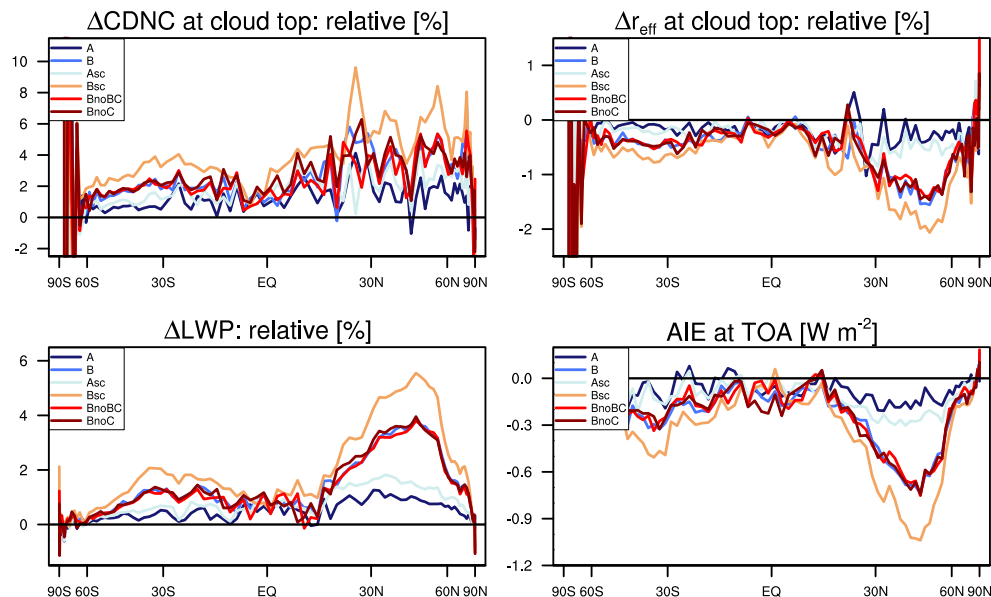 ΔCDNC at cloud top: relative [%]
A
B
Asc
Bsc
BnoBC
BnoC
10
8
6
4
2
0
-2
90S 60S 30S EQ 30N 60N 90N
Δreff at cloud top: relative [%]
A
B
Asc
Bsc
BnoBC
BnoC
1
0
-1
-2
90S 60S 30S EQ 30N 60N 90N
ΔLWP: relative [%]
A
B
Asc
Bsc
BnoBC
BnoC
6
4
2
0
90S 60S 30S EQ 30N 60N 90N
AIE at TOA [W m-2]
A
B
Asc
Bsc
BnoBC
BnoC
0.0
-0.3
-0.6
-0.9
-1.2
90S 60S 30S EQ 30N 60N 90N